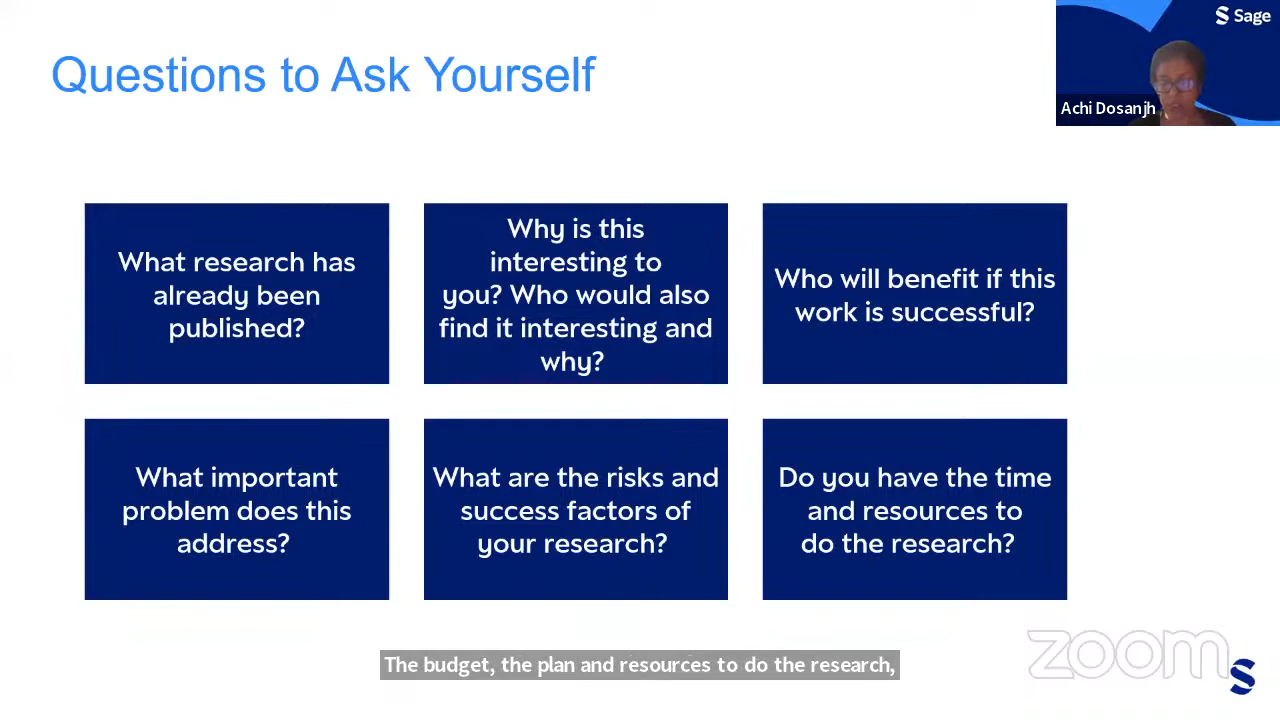 Sage
Questions to Ask Yourself
Achi Dosanjh
What research has
already been
published?
Why is this
interesting to
you? Who would also
find it interesting and
why?
Who will benefit if this
work is successful?
What important
problem does this
address?
What are the risks and
success factors of
your research?
Do you have the time
and resources to
do the research?
zoom
The budget, the plan and resources to do the research,